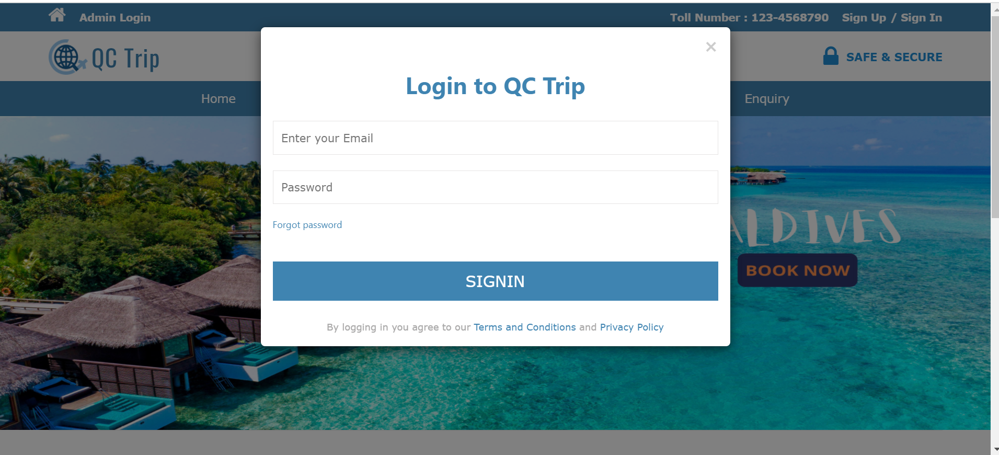 Admin Login
Toll Number : 123-4568790 Sign Up / Sign In
QC Trip
SAFE & SECURE
Home
Enquiry
×
Login to QC Trip
Enter your Email
Password
Forgot password
SIGNIN
By logging in you agree to our Terms and Conditions and Privacy Policy
ALDIVES
BOOK NOW